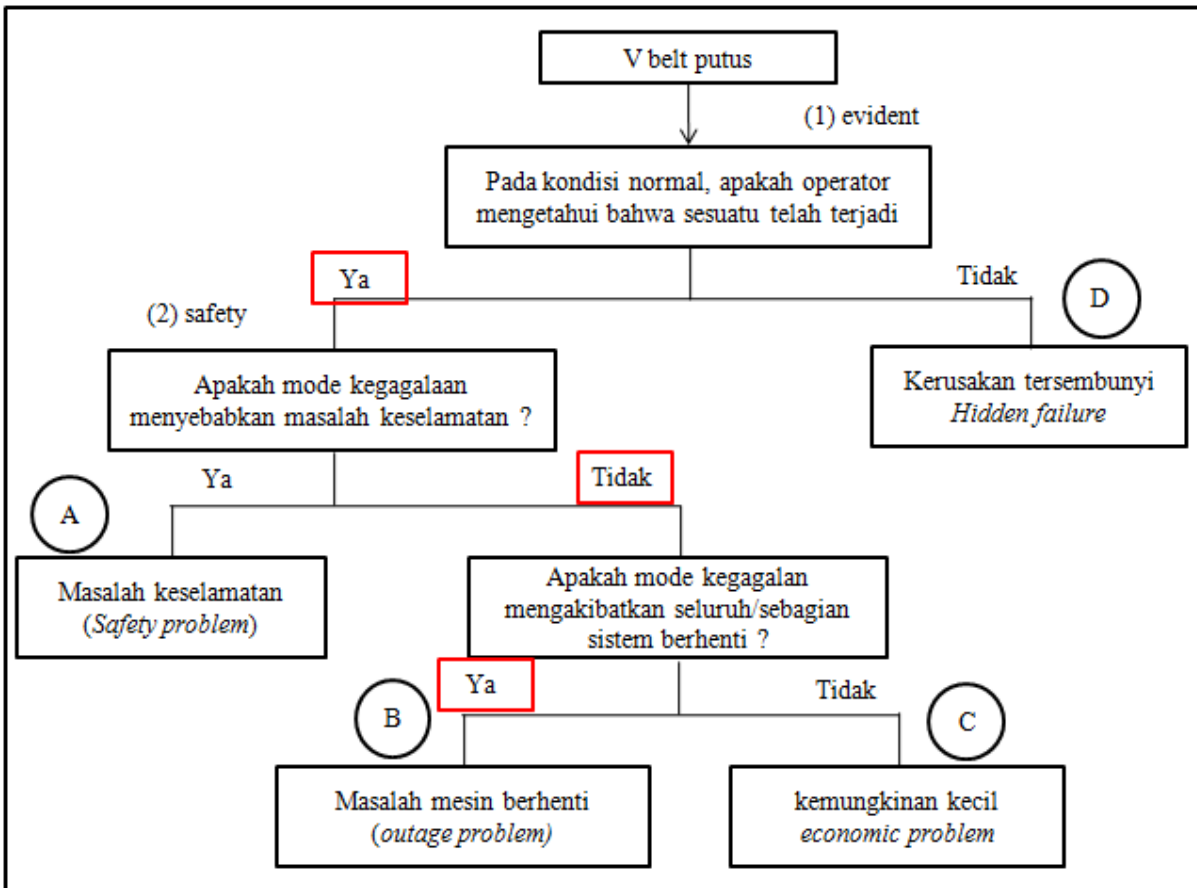 V belt putus
(1) evident
Pada kondisi normal, apakah operator
mengetahui bahwa sesuatu telah terjadi
Ya
Tidak
D
(2) safety
Apakah mode kegagalaan
menyebabkan masalah keselamatan ?
Kerusakan tersembunyi
Hidden failure
Ya
Tidak
A
Masalah keselamatan
(Safety problem)
Apakah mode kegagalan
mengakibatkan seluruh/sebagian
sistem berhenti ?
Ya
Tidak
B
C
Masalah mesin berhenti
(outage problem)
kemungkinan kecil
economic problem